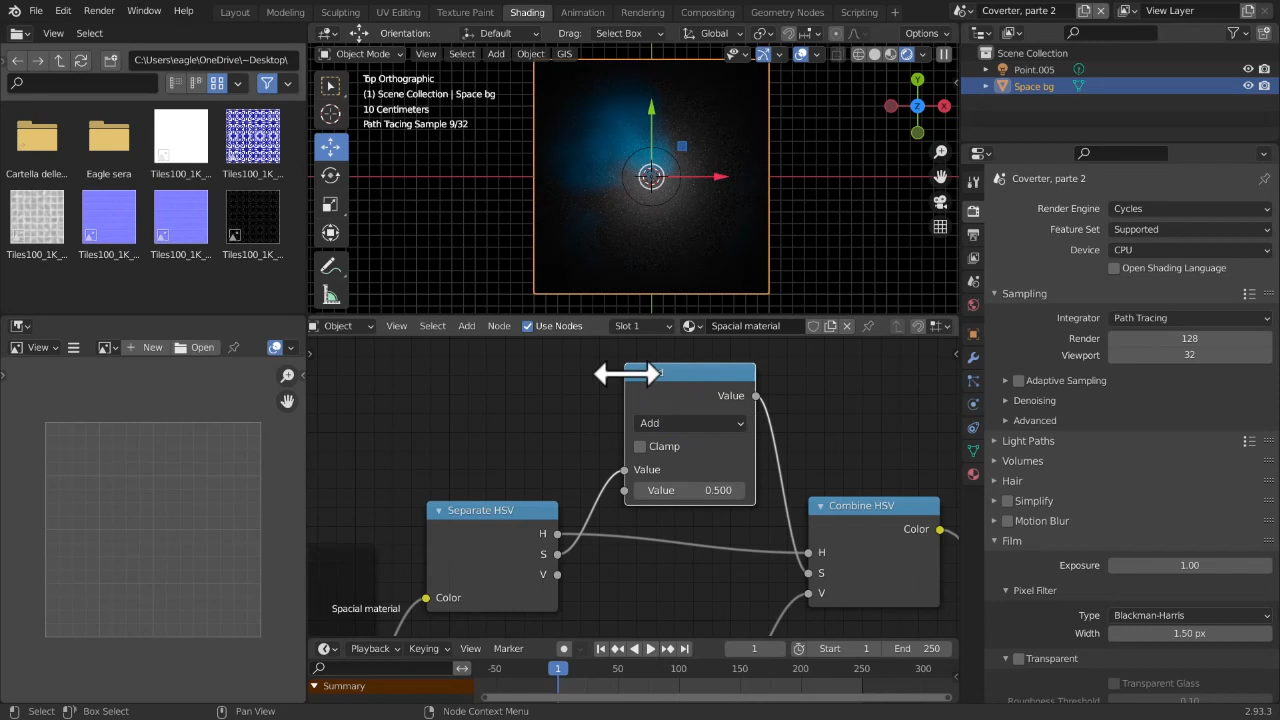 File Edit Render Window Help Layout Modeling Sculpting UV Editing Texture Paint Shading Animation Rendering Compositing Geometry Nodes Scripting + Coverter, parte 2 View Layer
View Select C:\Users\eagle\OneDrive\~Desktop\
Orientation: Default Drag: Select Box Global Options
Object Mode View Select Add Object GIS
Top Orthographic
(1) Scene Collection | Space bg
10 Centimeters
Path Tacing Sample 9/32
Y
Z
X
Cartella delle... Eagle sera Tiles100_1K_... Tiles100_1K_...
Tiles100_1K_... Tiles100_1K_... Tiles100_1K_... Tiles100_1K_...
Scene Collection
Point.005
Space bg
Coverter, parte 2
Render Engine Cycles
Feature Set Supported
Device CPU
Open Shading Language
Sampling
Integrator Path Tracing
Render 128
Viewport 32
Adaptive Sampling
Denoising
Advanced
Light Paths
Volumes
Hair
Simplify
Motion Blur
Film
Exposure 1.00
Pixel Filter
Type Blackman-Harris
Width 1.50 px
Transparent
Transparent Glass
Roughness Threshold 0.10
View New Open
Object View Select Add Node Use Nodes Slot 1 Spacial material
Value
Add
Clamp
Value
Value 0.500
Separate HSV
H
S
V
Color
Combine HSV
Color
H
S
V
Spacial material
Playback Keying View Marker 1 Start 1 End 250
-50 1 50 100 150 200 250 300
Summary
Select Box Select Pan View Node Context Menu 2.93.3